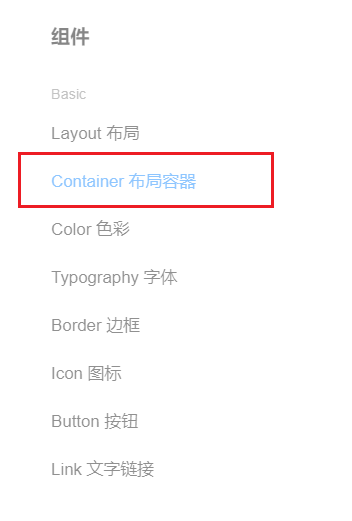 组件
Basic
Layout 布局
Container 布局容器
Color 色彩
Typography 字体
Border 边框
Icon 图标
Button 按钮
Link 文字链接